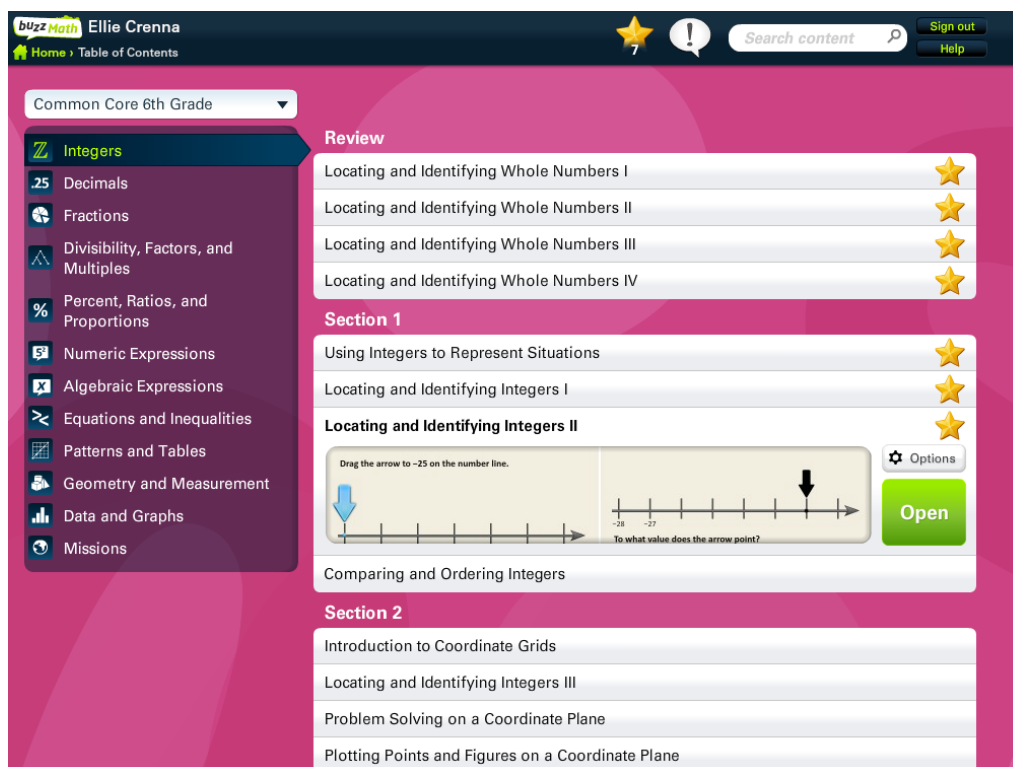 buzzMath Ellie Crenna
Home › Table of Contents
7
!
Search content
Sign out
Help
Common Core 6th Grade
ℤ Integers
.25 Decimals
Fractions
Divisibility, Factors, and
Multiples
% Percent, Ratios, and
Proportions
5² Numeric Expressions
x Algebraic Expressions
>< Equations and Inequalities
Patterns and Tables
Geometry and Measurement
Data and Graphs
Missions
Review
Locating and Identifying Whole Numbers I
Locating and Identifying Whole Numbers II
Locating and Identifying Whole Numbers III
Locating and Identifying Whole Numbers IV
Section 1
Using Integers to Represent Situations
Locating and Identifying Integers I
Locating and Identifying Integers II
Drag the arrow to −25 on the number line.
−28 −27
To what value does the arrow point?
Options
Open
Comparing and Ordering Integers
Section 2
Introduction to Coordinate Grids
Locating and Identifying Integers III
Problem Solving on a Coordinate Plane
Plotting Points and Figures on a Coordinate Plane